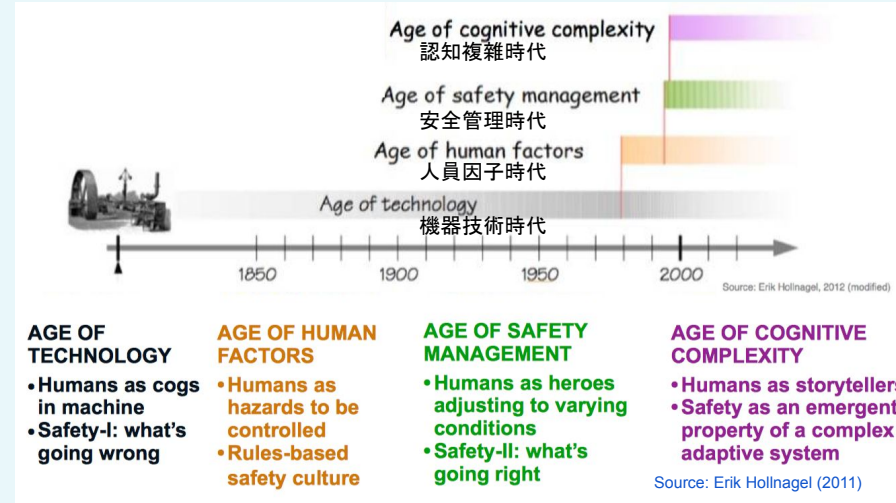 Age of cognitive complexity
認知複雜時代
Age of safety management
安全管理時代
Age of human factors
人員因子時代
Age of technology
機器技術時代
1850 1900 1950 2000
Source: Erik Hollnagel, 2012 (modified)
AGE OF
TECHNOLOGY
•Humans as cogs
in machine
•Safety-I: what's
going wrong
AGE OF HUMAN
FACTORS
•Humans as
hazards to be
controlled
•Rules-based
safety culture
AGE OF SAFETY
MANAGEMENT
•Humans as heroes
adjusting to varying
conditions
•Safety-II: what's
going right
AGE OF COGNITIVE
COMPLEXITY
•Humans as storytellers
•Safety as an emergent
property of a complex
adaptive system
Source: Erik Hollnagel (2011)